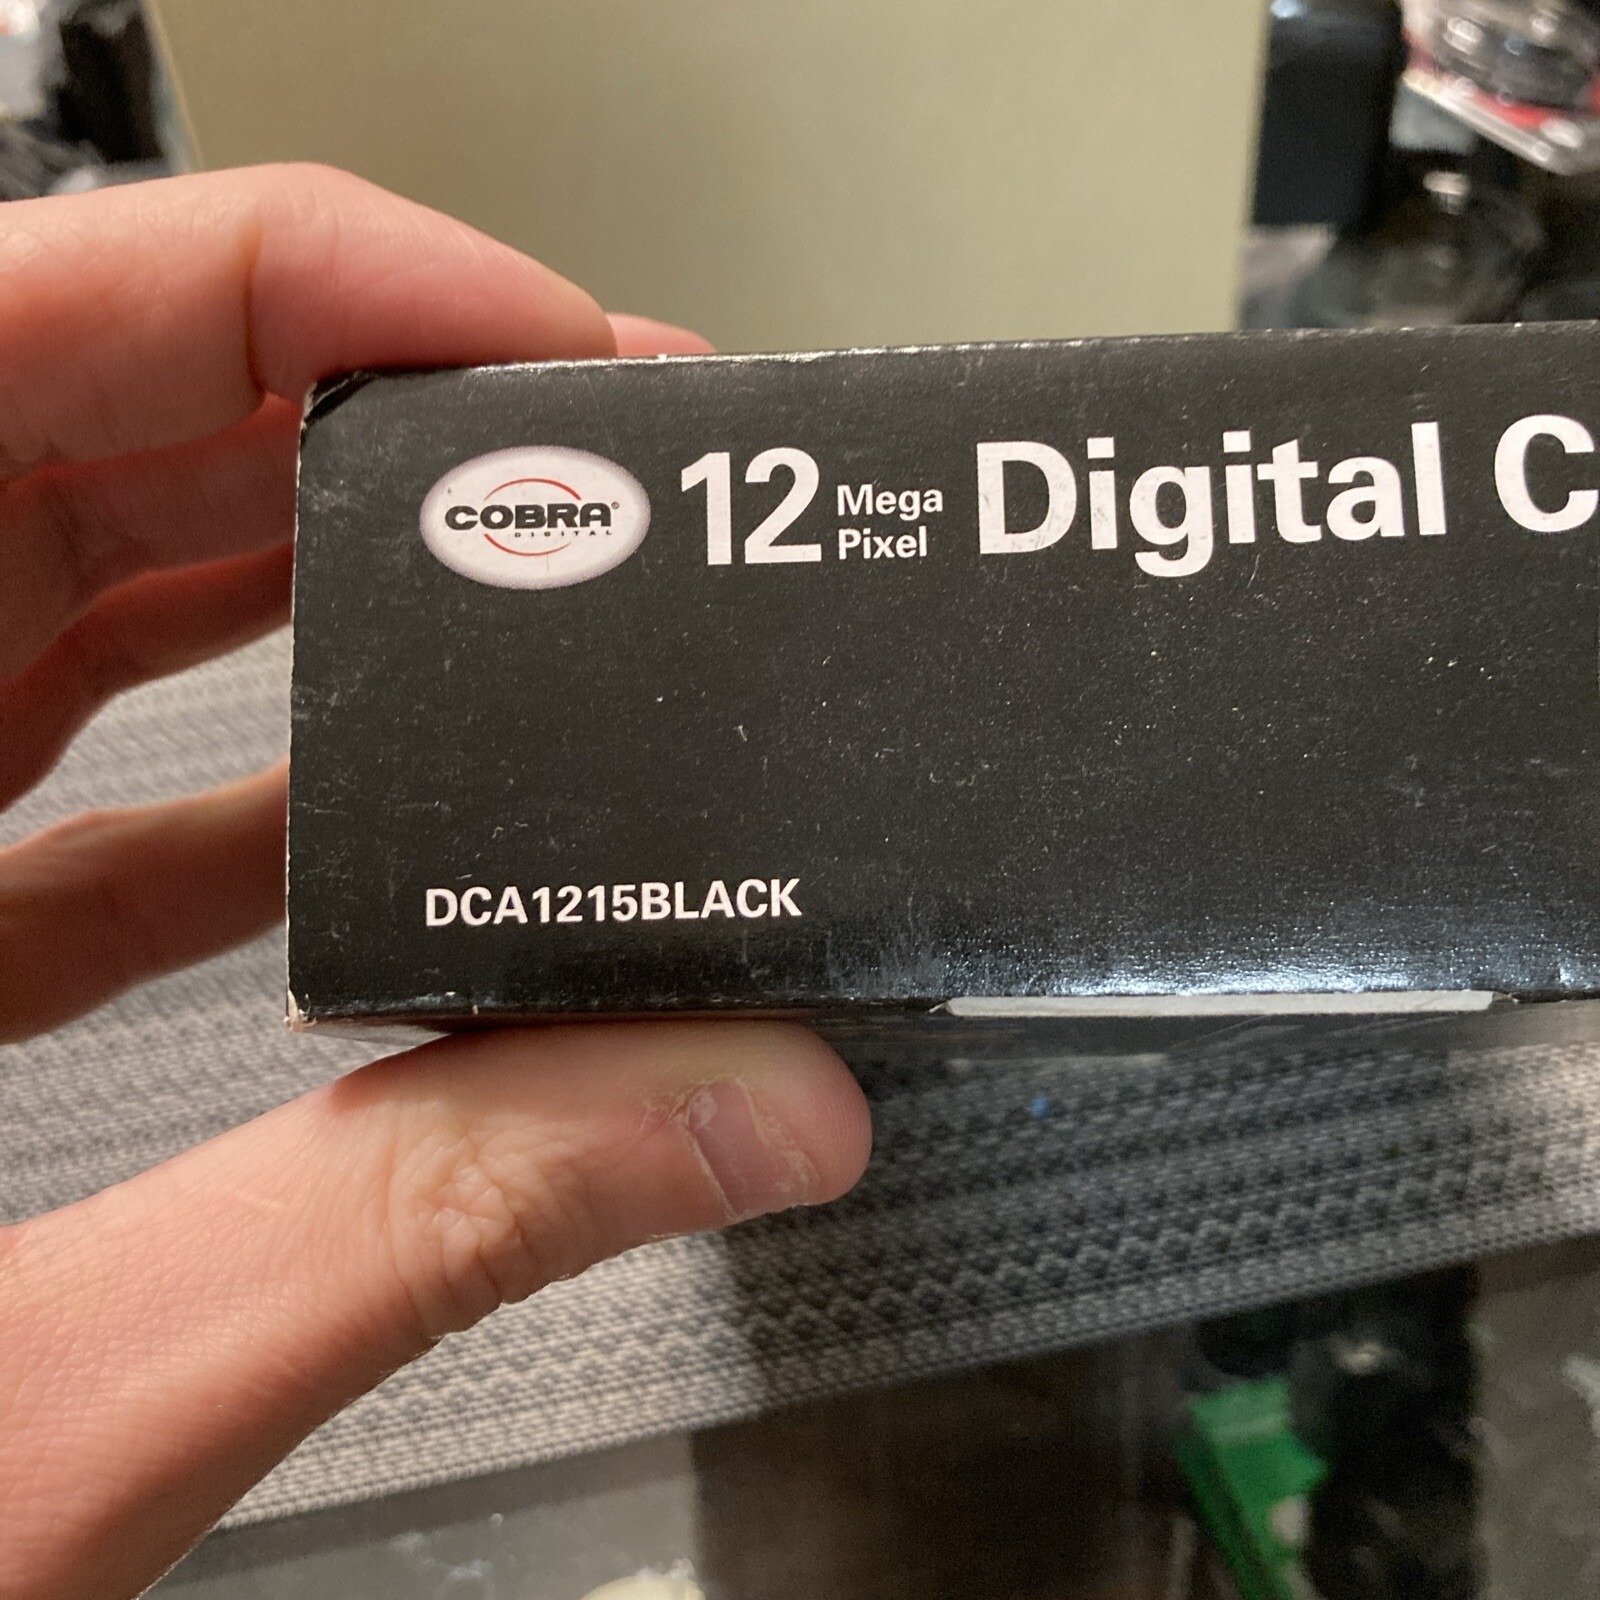 COBRA®
DIGITAL
12 Mega Pixel Digital C
DCA1215BLACK